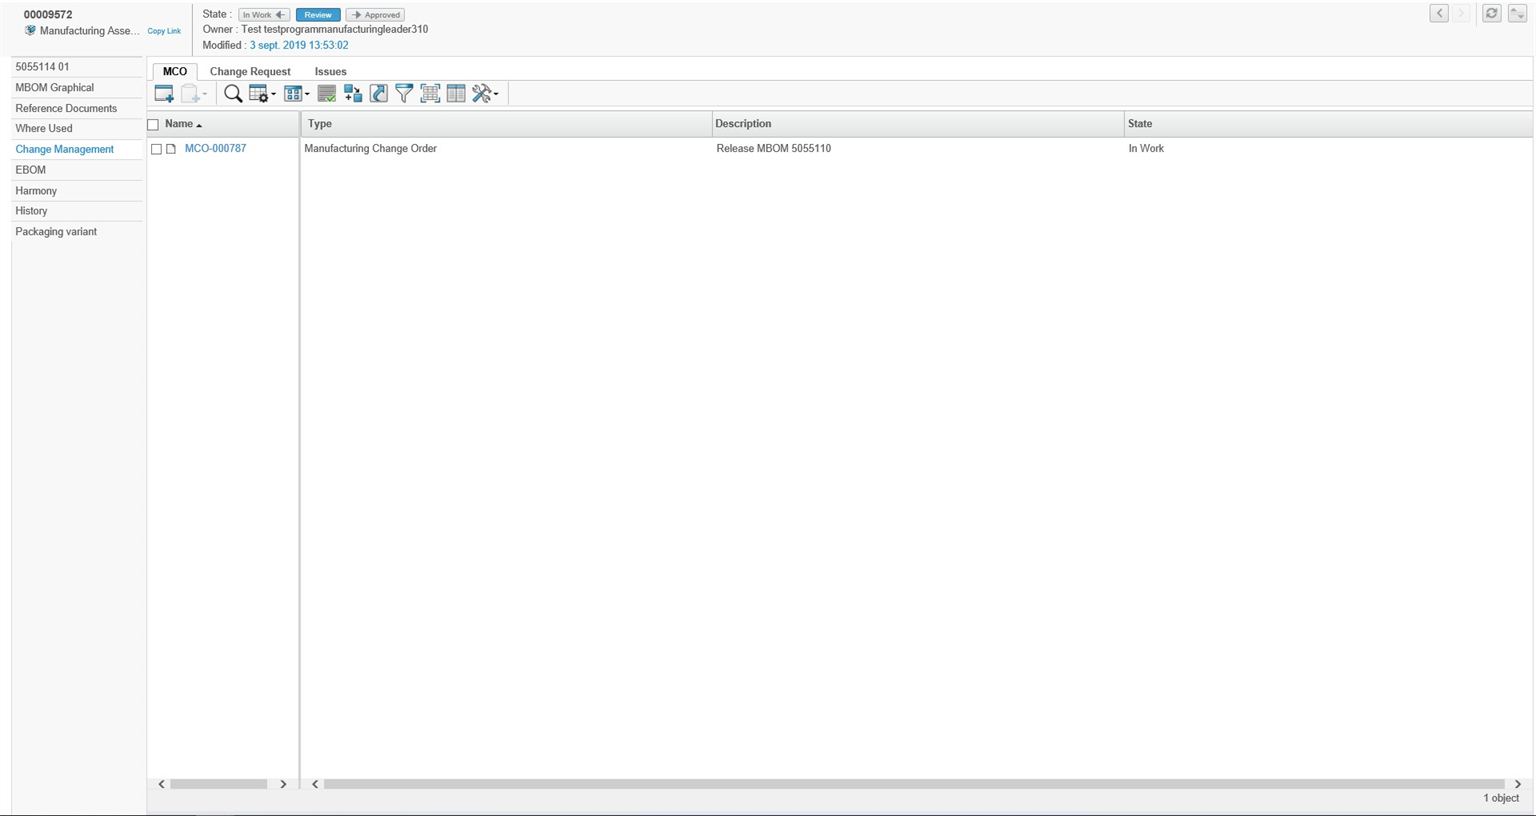 00009572
Manufacturing Asse... Copy Link
State : In Work Review Approved
Owner : Test testprogrammanufacturingleader310
Modified : 3 sept. 2019 13:53:02
5055114 01
MBOM Graphical
Reference Documents
Where Used
Change Management
EBOM
Harmony
History
Packaging variant
MCO Change Request Issues
Name Type Description State
MCO-000787 Manufacturing Change Order Release MBOM 5055110 In Work
1 object